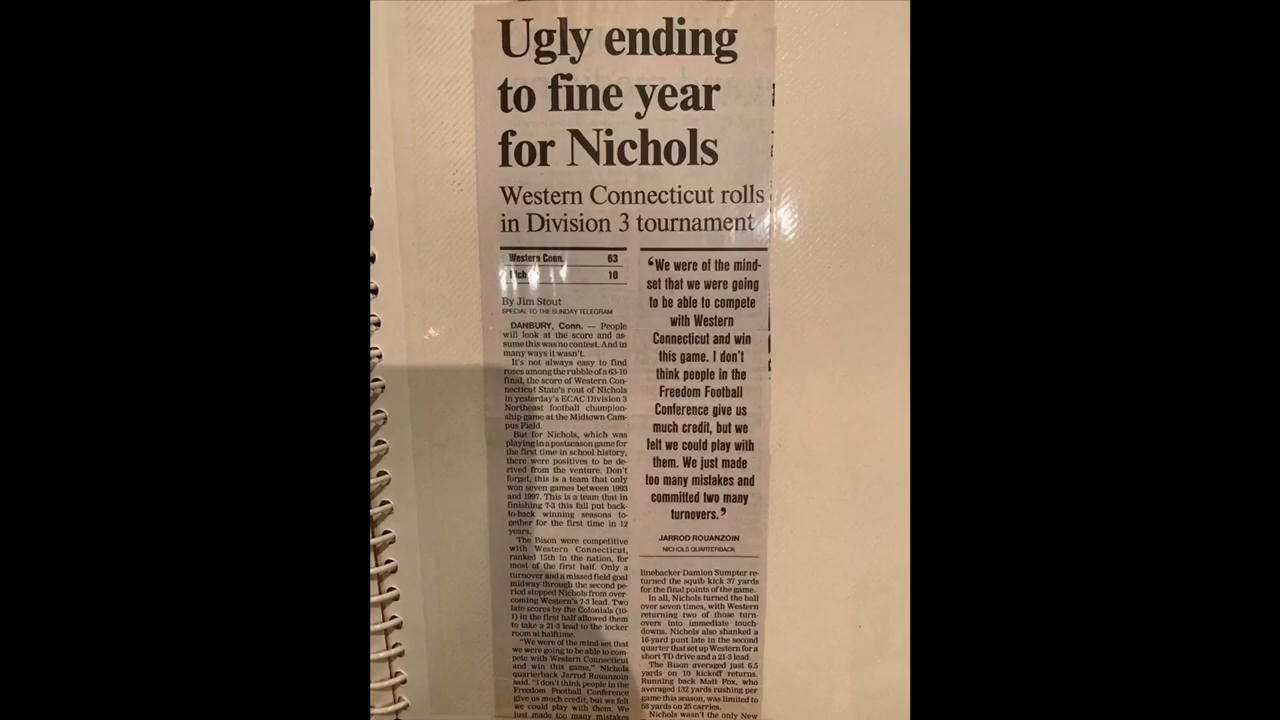 Ugly ending
to fine year
for Nichols
Western Connecticut rolls
in Division 3 tournament
Western Conn. 63
10
By Jim Stout
SPECIAL TO THE SUNDAY TELEGRAM
DANBURY, Conn. — People
will look at the score and as-
sume this was no contest. And in
many ways it wasn't.
It's not always easy to find
roses among the rubble of a 63-10
final, the score of Western Con-
necticut State's rout of Nichols
in yesterday's ECAC Division 3
Northeast football champion-
ship game at the Midtown Cam-
pus Field.
But for Nichols, which was
playing in a postseason game for
the first time in school history,
there were positives to be de-
rived from the venture. Don't
forget, this is a team that only
won seven games between 1993
and 1997. This is a team that in
finishing 7-3 this fall put back-
to-back winning seasons to-
gether for the first time in 12
years.
The Bison were competitive
with Western Connecticut,
ranked 15th in the nation, for
most of the first half. Only a
turnover and a missed field goal
midway through the second pe-
riod stopped Nichols from over-
coming Western's 7-3 lead. Two
late scores by the Colonials (10-
1) in the first half allowed them
to take a 21-3 lead to the locker
room at halftime.
"We were of the mind-set that
we were going to be able to com-
pete with Western Connecticut
and win this game," Nichols
quarterback Jarrod Rouanzoin
said. "I don't think people in the
Freedom Football Conference
give us much credit, but we felt
we could play with them. We
just made too many mistakes
‘We were of the mind-
set that we were going
to be able to compete
with Western
Connecticut and win
this game. I don't
think people in the
Freedom Football
Conference give us
much credit, but we
felt we could play with
them. We just made
too many mistakes and
committed two many
turnovers.’
JARROD ROUANZOIN
NICHOLS QUARTERBACK
linebacker Damion Sumpter re-
turned the squib kick 37 yards
for the final points of the game.
In all, Nichols turned the ball
over seven times, with Western
returning two of those turn-
overs into immediate touch-
downs. Nichols also shanked a
16-yard punt late in the second
quarter that set up Western for a
short TD drive and a 21-3 lead.
The Bison averaged just 6.5
yards on 10 kickoff returns.
Running back Matt Fox, who
averaged 132 yards rushing per
game this season, was limited to
58 yards on 25 carries.
Nichols wasn't the only New